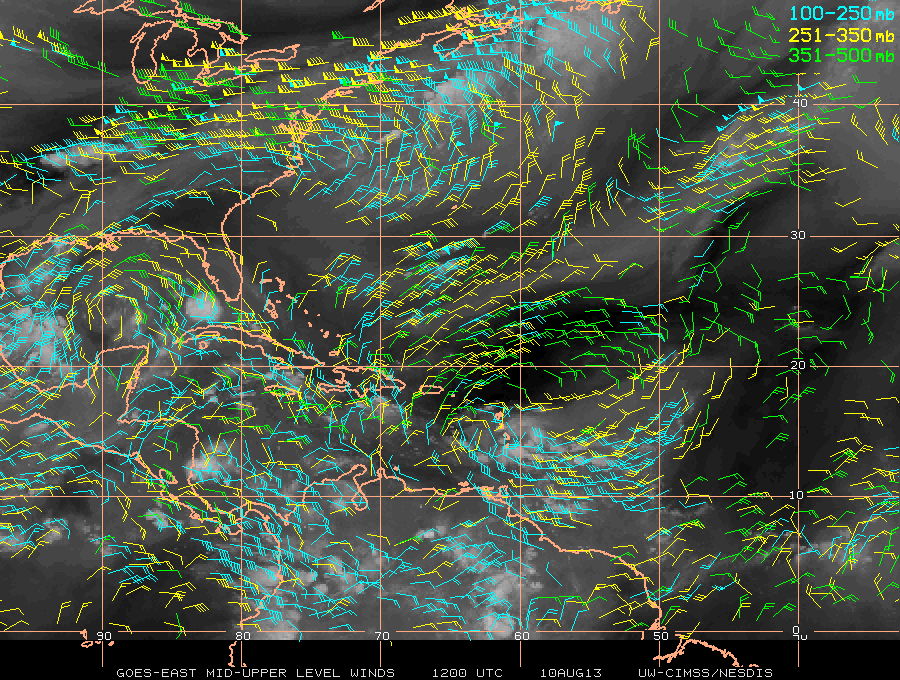 100-250mb
251-350mb
351-500mb
40
30
20
10
0
90 80 70 60 50
GOES-EAST MID-UPPER LEVEL WINDS 1200 UTC 10AUG13 UW-CIMSS/NESDIS